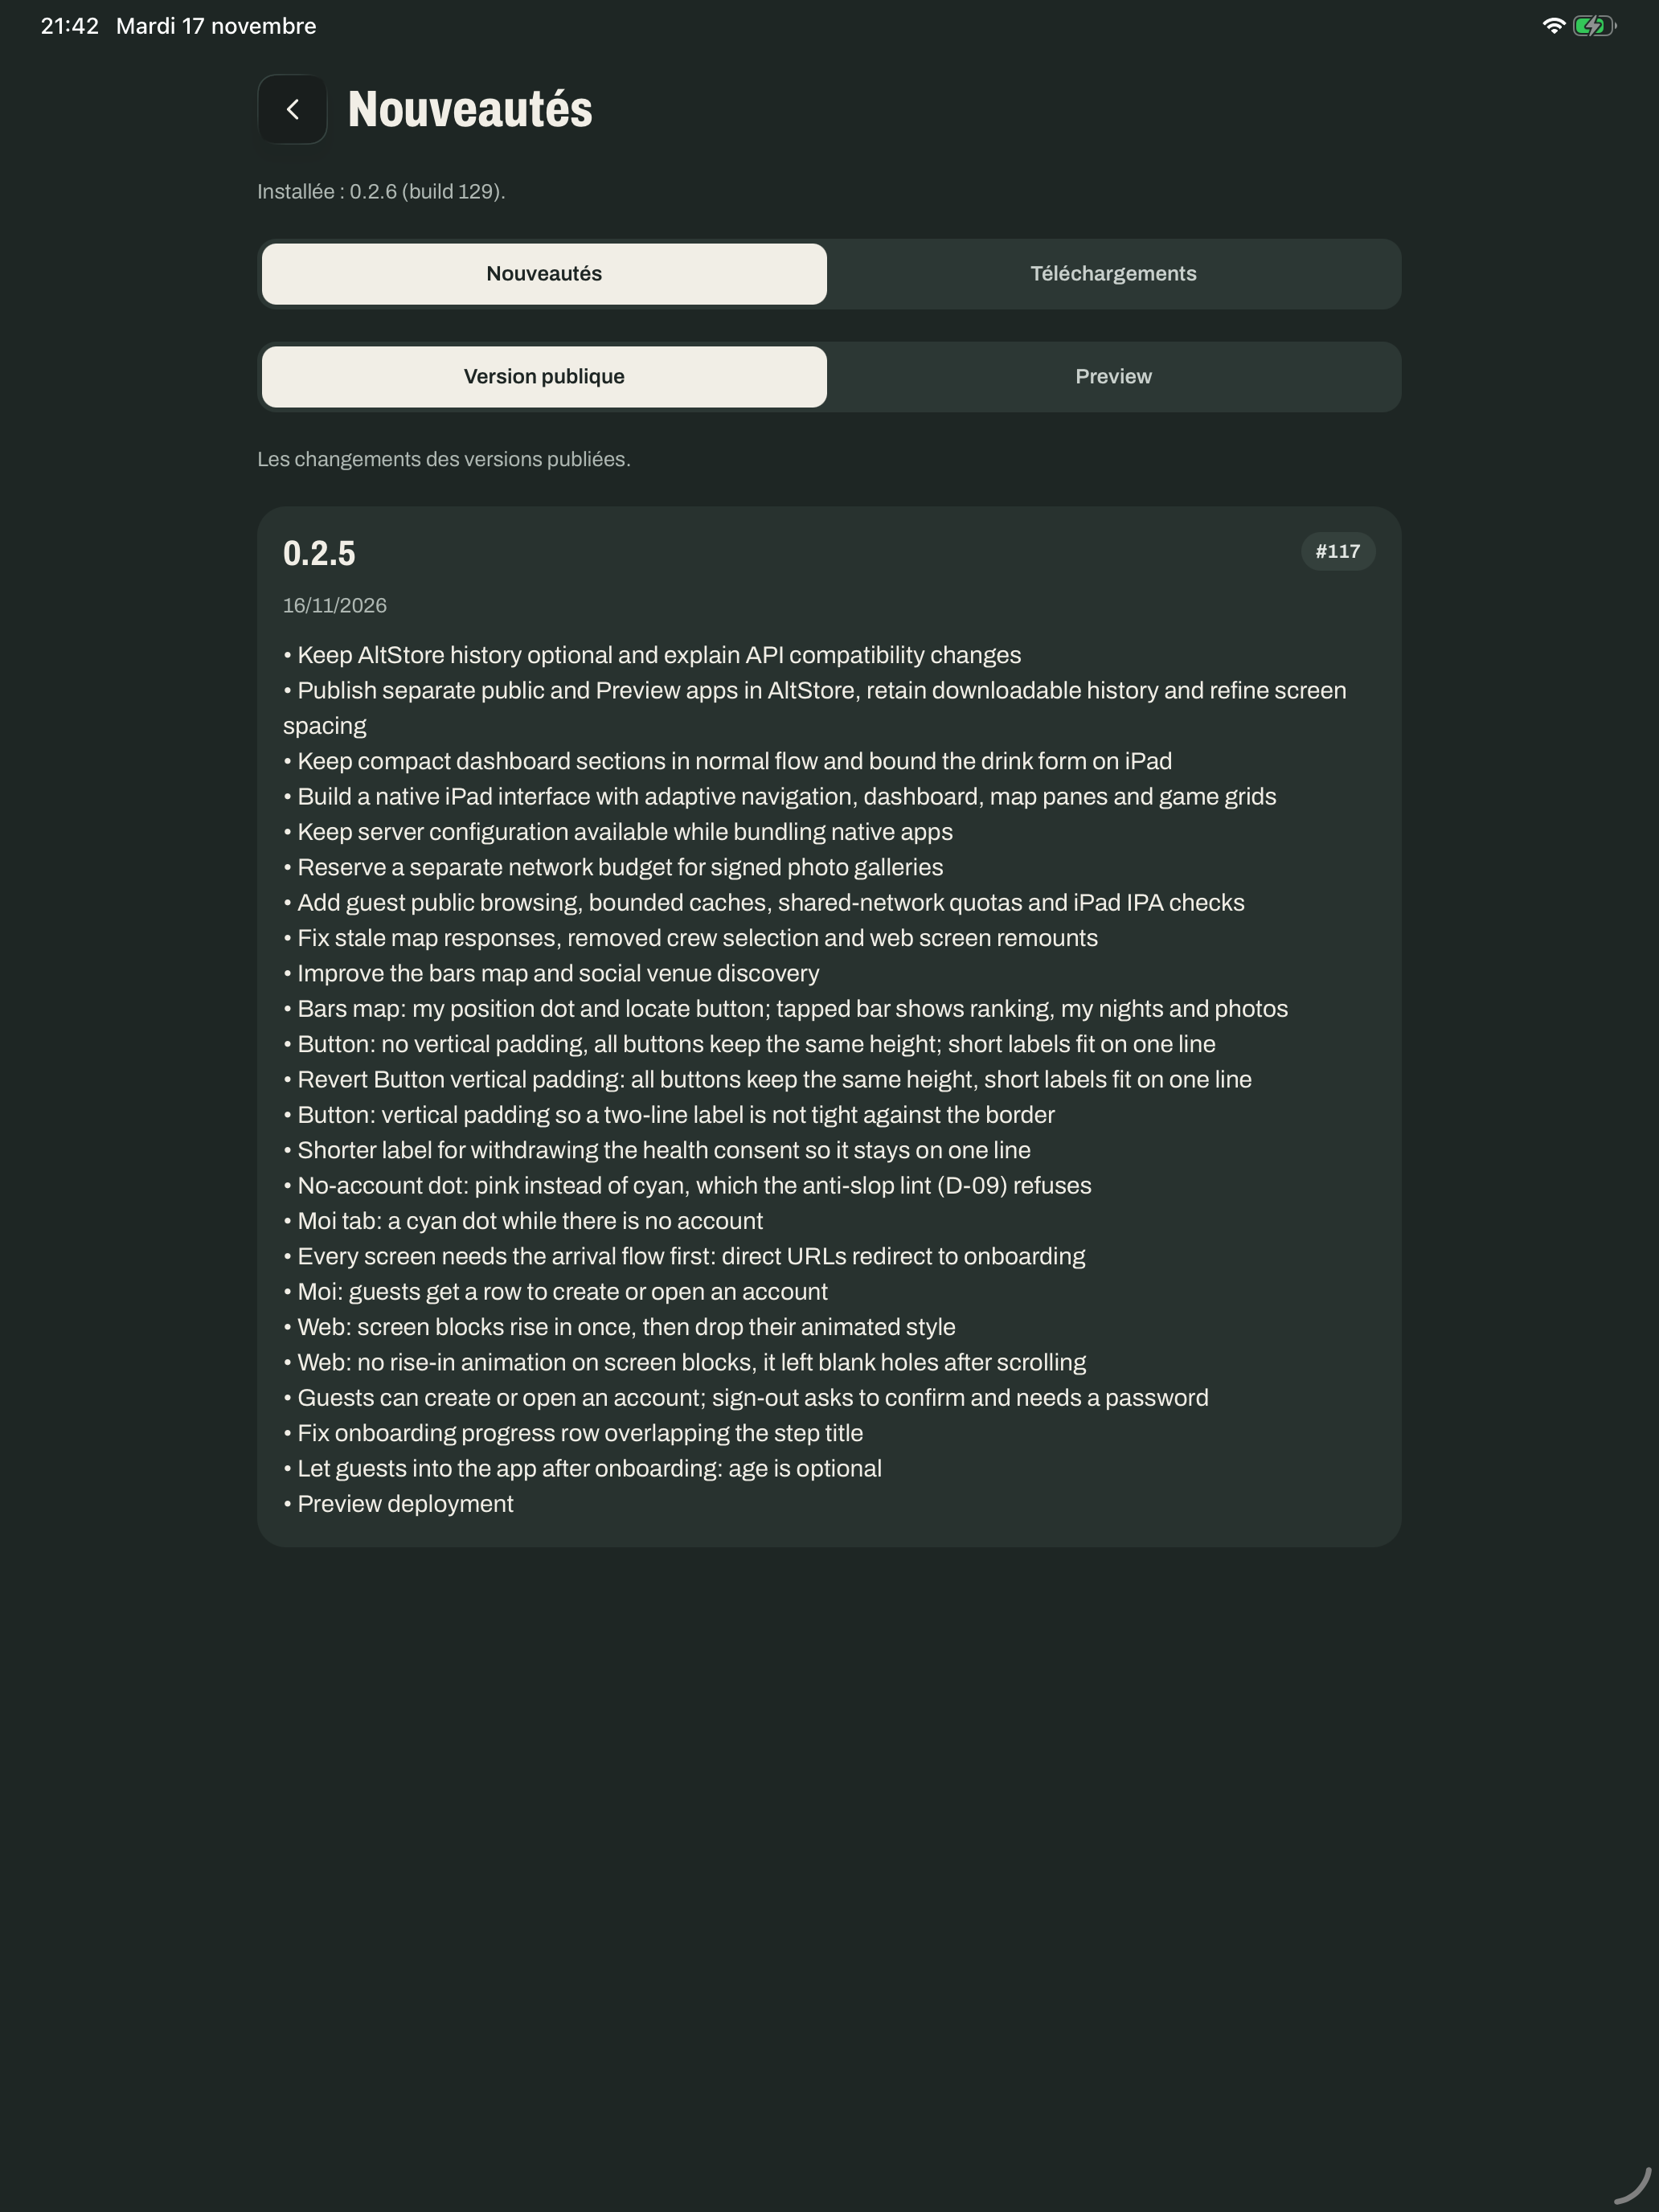 21:42 Mardi 17 novembre
Nouveautés
Installée : 0.2.6 (build 129).
Nouveautés
Téléchargements
Version publique
Preview
Les changements des versions publiées.
0.2.5
#117
16/11/2026
• Keep AltStore history optional and explain API compatibility changes
• Publish separate public and Preview apps in AltStore, retain downloadable history and refine screen
spacing
• Keep compact dashboard sections in normal flow and bound the drink form on iPad
• Build a native iPad interface with adaptive navigation, dashboard, map panes and game grids
• Keep server configuration available while bundling native apps
• Reserve a separate network budget for signed photo galleries
• Add guest public browsing, bounded caches, shared-network quotas and iPad IPA checks
• Fix stale map responses, removed crew selection and web screen remounts
• Improve the bars map and social venue discovery
• Bars map: my position dot and locate button; tapped bar shows ranking, my nights and photos
• Button: no vertical padding, all buttons keep the same height; short labels fit on one line
• Revert Button vertical padding: all buttons keep the same height, short labels fit on one line
• Button: vertical padding so a two-line label is not tight against the border
• Shorter label for withdrawing the health consent so it stays on one line
• No-account dot: pink instead of cyan, which the anti-slop lint (D-09) refuses
• Moi tab: a cyan dot while there is no account
• Every screen needs the arrival flow first: direct URLs redirect to onboarding
• Moi: guests get a row to create or open an account
• Web: screen blocks rise in once, then drop their animated style
• Web: no rise-in animation on screen blocks, it left blank holes after scrolling
• Guests can create or open an account; sign-out asks to confirm and needs a password
• Fix onboarding progress row overlapping the step title
• Let guests into the app after onboarding: age is optional
• Preview deployment